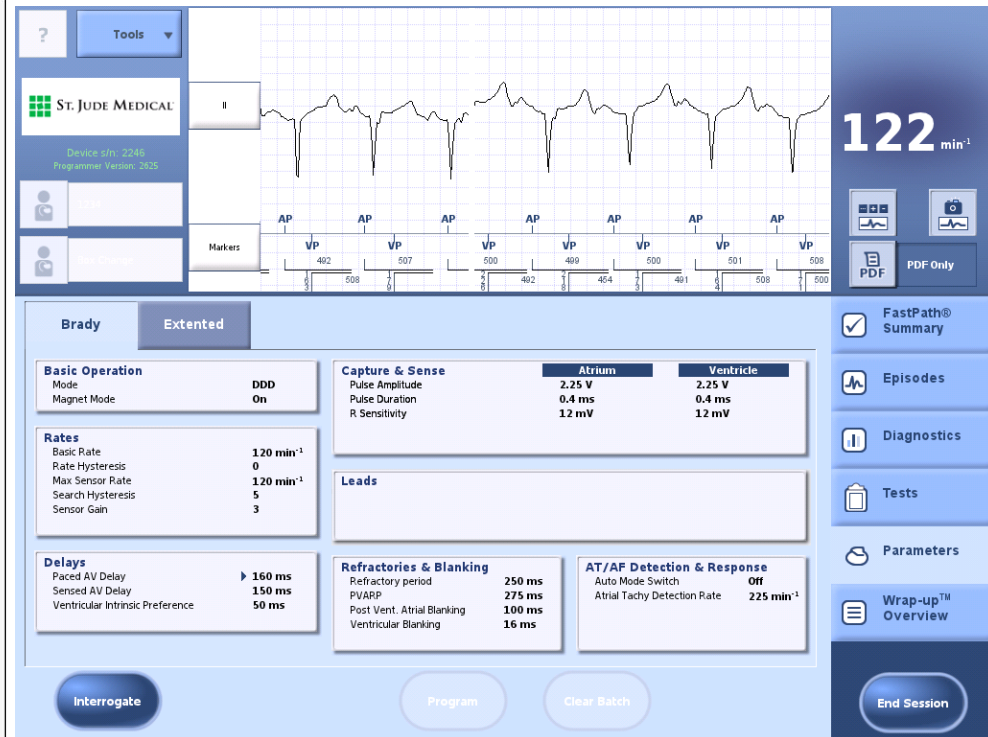 ?
Tools
ST. JUDE MEDICAL
Device s/n: 2246
Programmer Version: 2625
II
Markers
AP AP AP AP AP AP AP
VP VP VP VP VP VP VP
492 507 500 499 500 501 508
508 492 454 491 508 500
122 min-1
PDF
PDF Only
Brady
Extented
Basic Operation
Mode DDD
Magnet Mode On
Rates
Basic Rate 120 min-1
Rate Hysteresis 0
Max Sensor Rate 120 min-1
Search Hysteresis 5
Sensor Gain 3
Delays
Paced AV Delay 160 ms
Sensed AV Delay 150 ms
Ventricular Intrinsic Preference 50 ms
Capture & Sense Atrium Ventricle
Pulse Amplitude 2.25 V 2.25 V
Pulse Duration 0.4 ms 0.4 ms
R Sensitivity 12 mV 12 mV
Leads
Refractories & Blanking
Refractory period 250 ms
PVARP 275 ms
Post Vent. Atrial Blanking 100 ms
Ventricular Blanking 16 ms
AT/AF Detection & Response
Auto Mode Switch Off
Atrial Tachy Detection Rate 225 min-1
FastPath®
Summary
Episodes
Diagnostics
Tests
Parameters
Wrap-up™
Overview
Interrogate
Program
Clear Batch
End Session